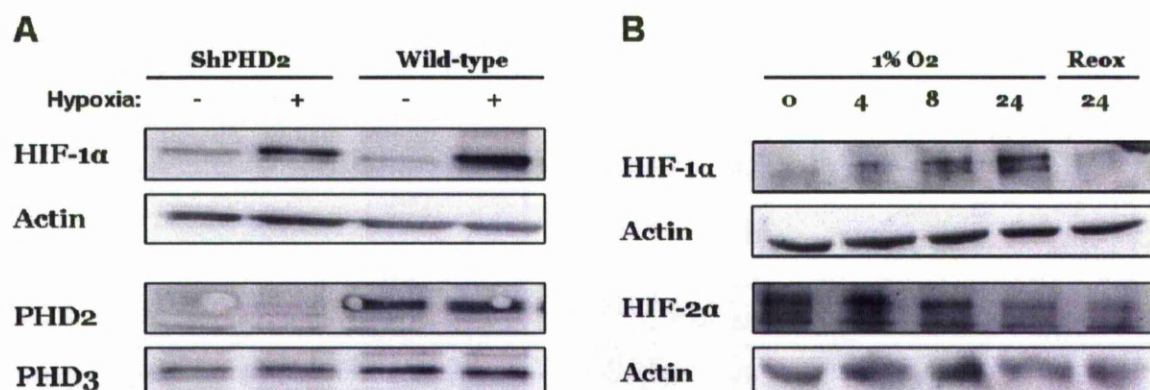 A
ShPHD2 Wild-type
Hypoxia: - + - +
HIF-1α
Actin
PHD2
PHD3
B
1% O2 Reox
0 4 8 24 24
HIF-1α
Actin
HIF-2α
Actin